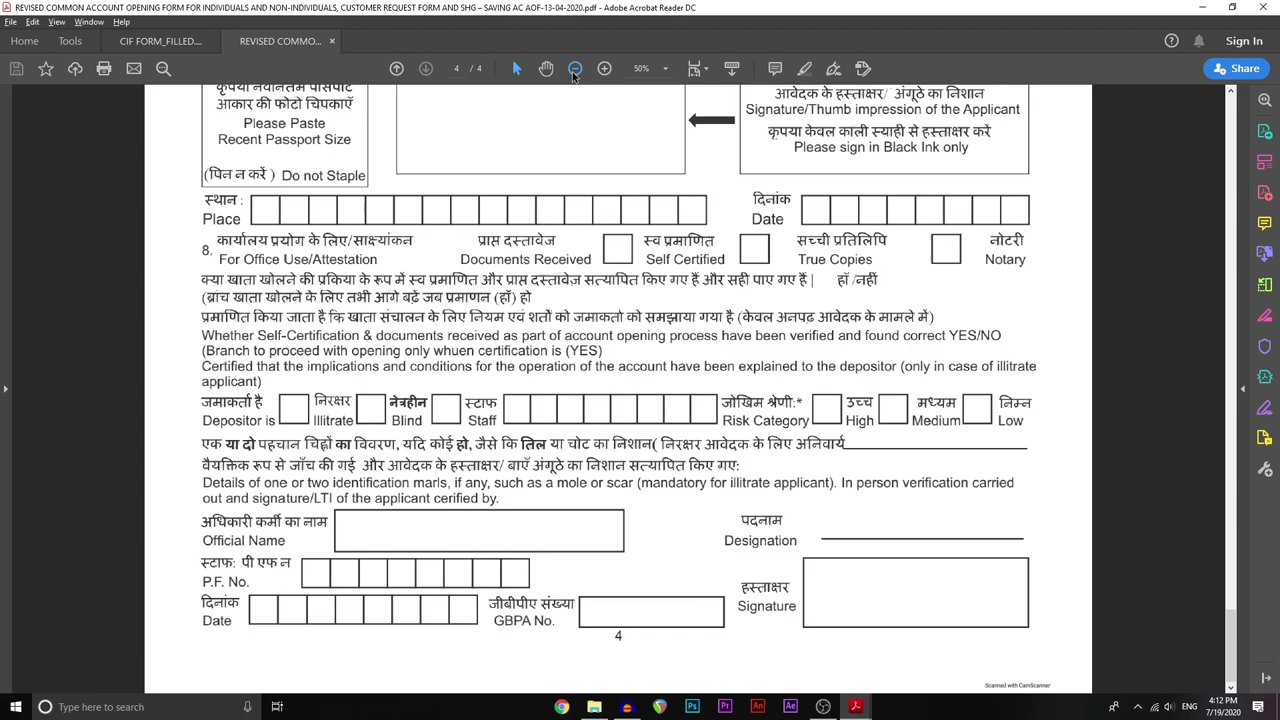 REVISED COMMON ACCOUNT OPENING FORM FOR INDIVIDUALS AND NON-INDIVIDUALS, CUSTOMER REQUEST FORM AND SHG – SAVING AC AOF-13-04-2020.pdf - Adobe Acrobat Reader DC
File Edit View Window Help
Home Tools CIF FORM_FILLED.... REVISED COMMO... × Sign In
4 / 4 50% Share
कृपया नवीनतम पासपोर्ट
आकार की फोटो चिपकाएँ
Please Paste
Recent Passport Size
(पिन न करें ) Do not Staple
आवेदक के हस्ताक्षर/ अंगूठे का निशान
Signature/Thumb impression of the Applicant
कृपया केवल काली स्याही से हस्ताक्षर करें
Please sign in Black Ink only
स्थान : दिनांक
Place Date
8. कार्यालय प्रयोग के लिए/साक्ष्यांकन प्राप्त दस्तावेज स्व प्रमाणित सच्ची प्रतिलिपि नोटरी
For Office Use/Attestation Documents Received Self Certified True Copies Notary
क्या खाता खोलने की प्रकिया के रूप में स्व प्रमाणित और प्राप्त दस्तावेज़ सत्यापित किए गए हैं और सही पाए गए हैं | हॉ /नहीं
(ब्रांच खाता खोलने के लिए तभी आगे बढ़ें जब प्रमाणन (हॉ) हो
प्रमाणित किया जाता है कि खाता संचालन के लिए नियम एवं शर्तों को जमाकतो को समझाया गया है (केवल अनपढ़ आवेदक के मामले में)
Whether Self-Certification & documents received as part of account opening process have been verified and found correct YES/NO
(Branch to proceed with opening only whuen certification is (YES)
Certified that the implications and conditions for the operation of the account have been explained to the depositor (only in case of illitrate
applicant)
जमाकर्ता है निरक्षर नेत्रहीन स्टाफ जोखिम श्रेणी:* उच्च मध्यम निम्न
Depositor is Illitrate Blind Staff Risk Category High Medium Low
एक या दो पहचान चिह्नों का विवरण, यदि कोई हो, जैसे कि तिल या चोट का निशान( निरक्षर आवेदक के लिए अनिवार्य
वैयक्तिक रूप से जाँच की गई और आवेदक के हस्ताक्षर/ बाएँ अंगूठे का निशान सत्यापित किए गए:
Details of one or two identification marls, if any, such as a mole or scar (mandatory for illitrate applicant). In person verification carried
out and signature/LTI of the applicant cerified by.
अधिकारी कर्मी का नाम पदनाम
Official Name Designation
स्टाफ: पी एफ न
P.F. No.
हस्ताक्षर
Signature
दिनांक जीबीपीए संख्या
Date GBPA No.
4
Scanned with CamScanner
Type here to search
4:12 PM
7/19/2020